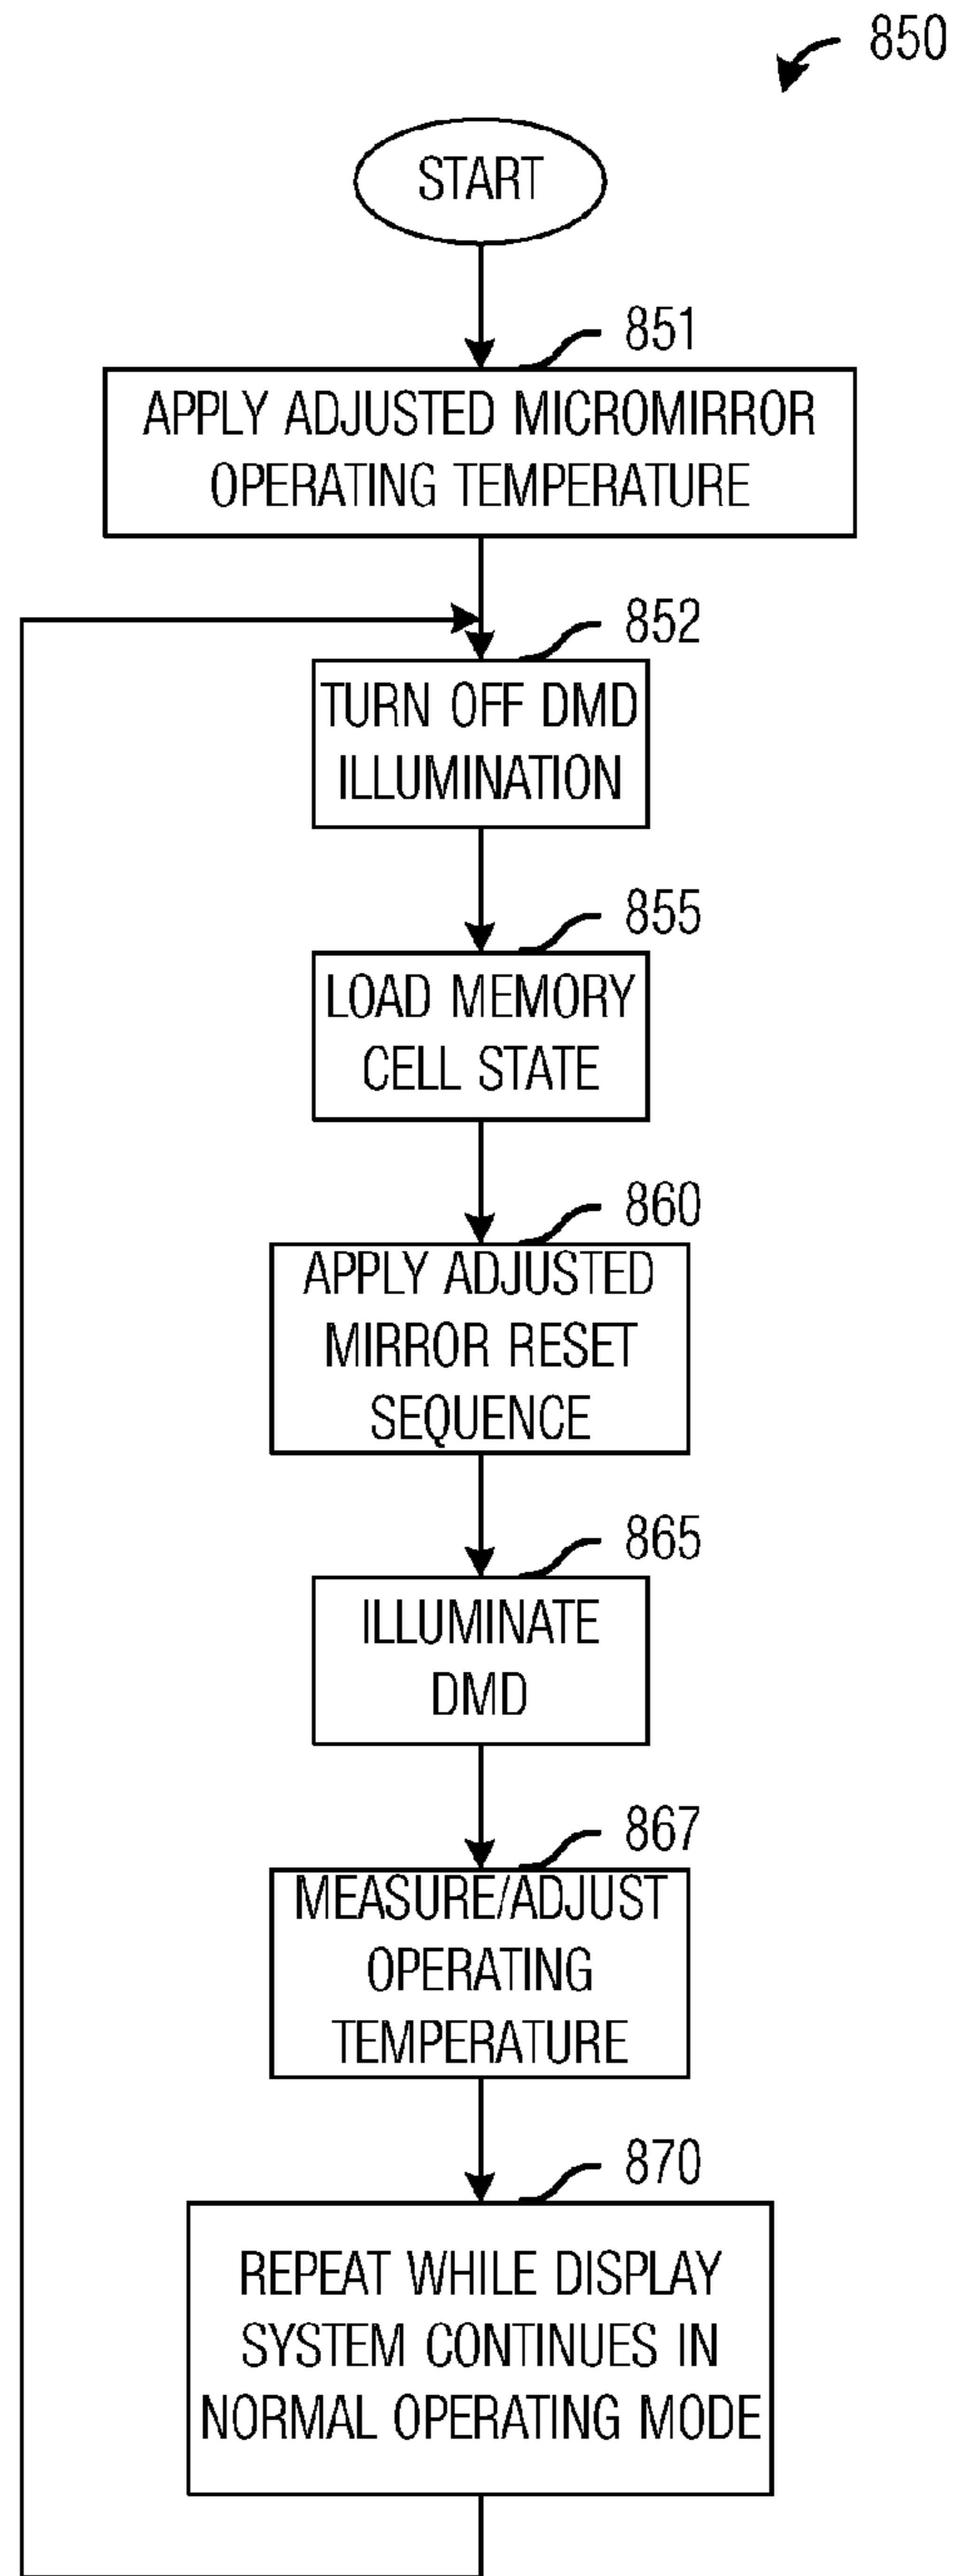 850
START
851
APPLY ADJUSTED MICROMIRROR
OPERATING TEMPERATURE
852
TURN OFF DMD
ILLUMINATION
855
LOAD MEMORY
CELL STATE
860
APPLY ADJUSTED
MIRROR RESET
SEQUENCE
865
ILLUMINATE
DMD
867
MEASURE/ADJUST
OPERATING
TEMPERATURE
870
REPEAT WHILE DISPLAY
SYSTEM CONTINUES IN
NORMAL OPERATING MODE